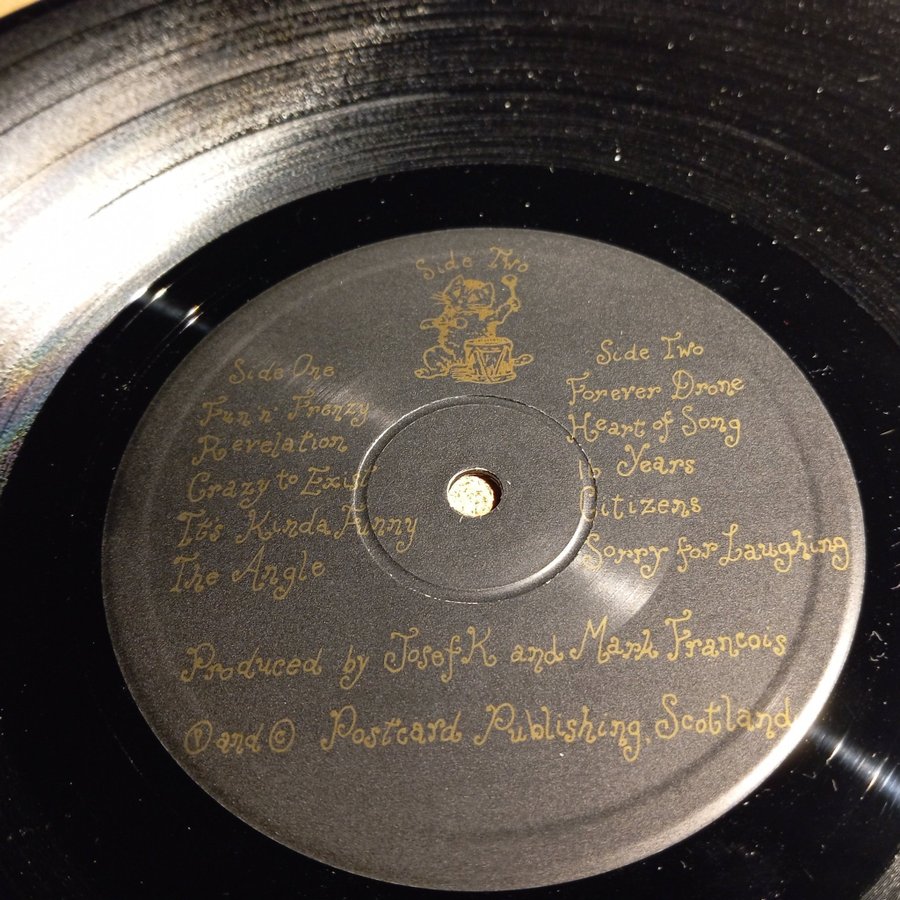 Side Two
Side One
Fun n' Frenzy
Revelation
Crazy to Exist
It's Kinda Funny
The Angle
Side Two
Forever Drone
Heart of Song
16 Years
Citizens
Sorry for Laughing
Produced by Josef K and Mark Francois
Ⓟ and © Postcard Publishing, Scotland